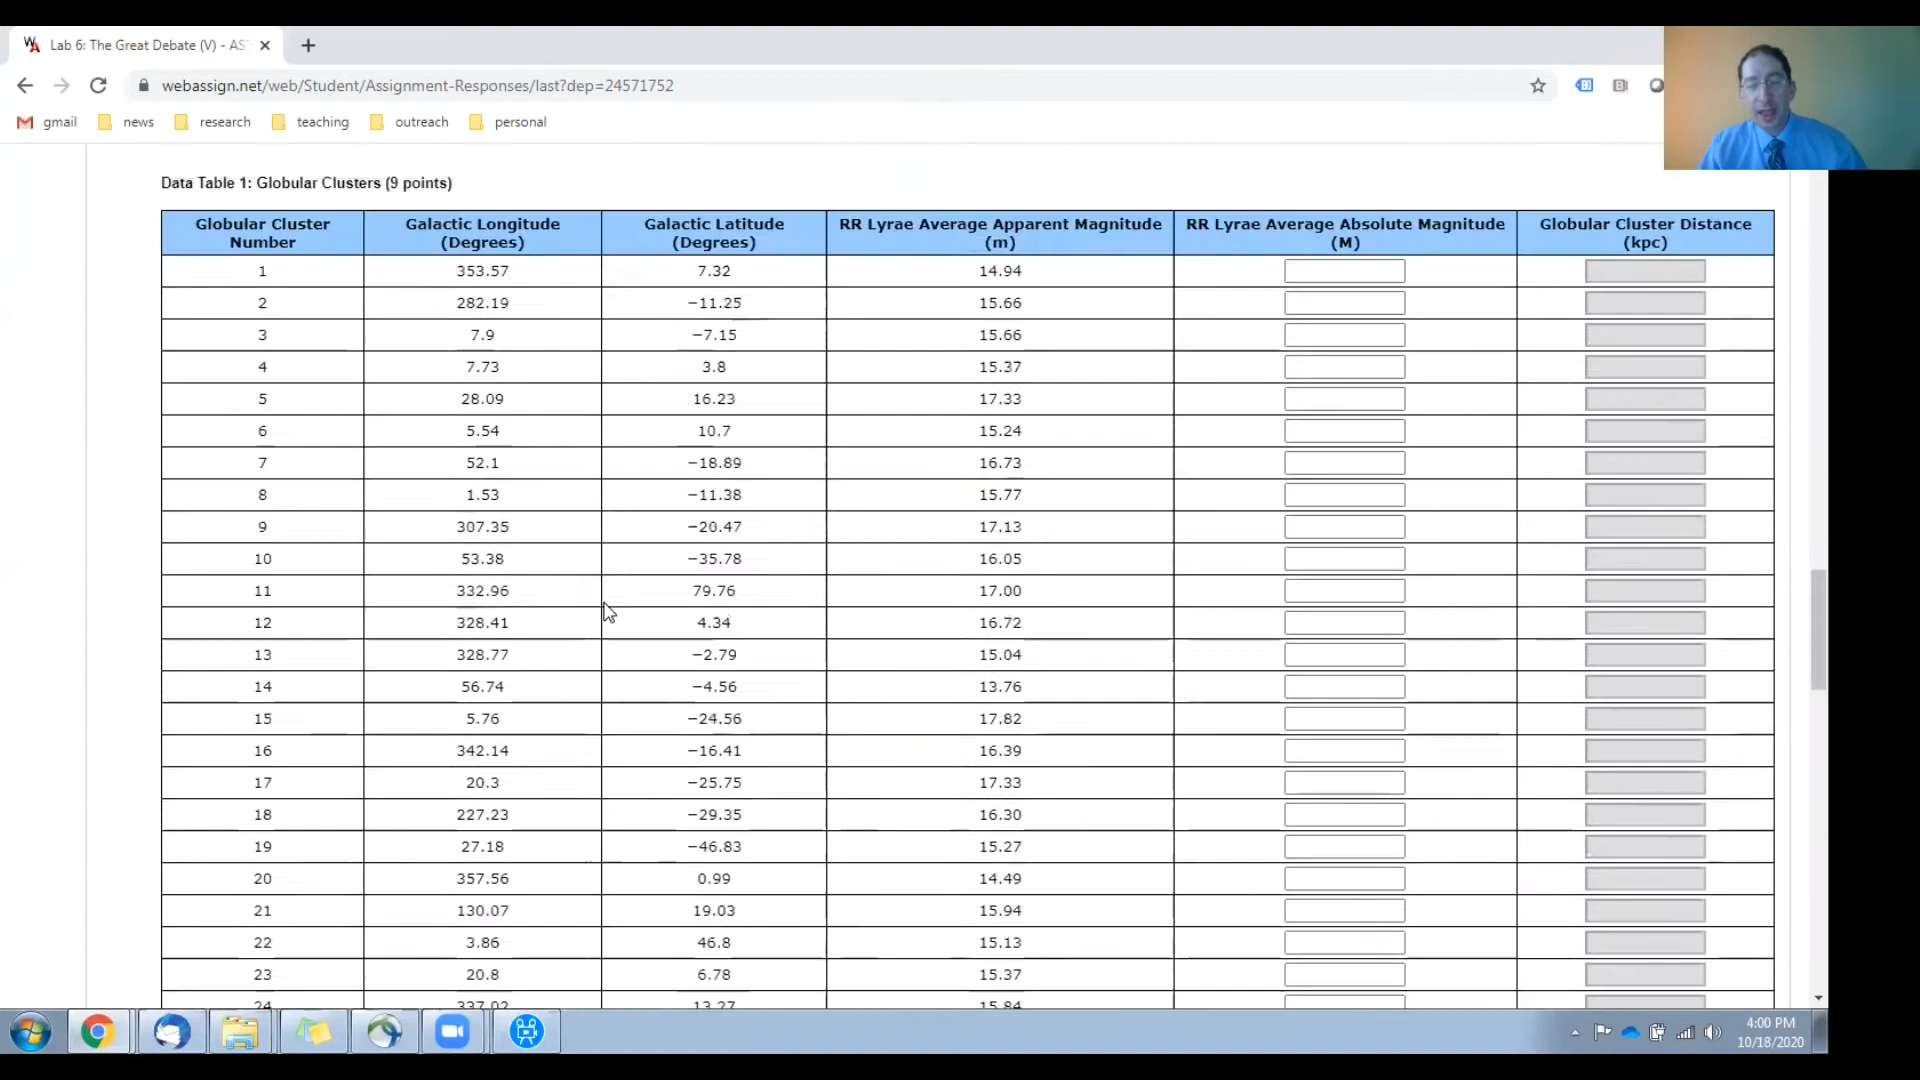 Lab 6: The Great Debate (V) - AS
webassign.net/web/Student/Assignment-Responses/last?dep=24571752
gmail news research teaching outreach personal
Data Table 1: Globular Clusters (9 points)
Globular Cluster Number Galactic Longitude (Degrees) Galactic Latitude (Degrees) RR Lyrae Average Apparent Magnitude (m) RR Lyrae Average Absolute Magnitude (M) Globular Cluster Distance (kpc)
1 353.57 7.32 14.94
2 282.19 −11.25 15.66
3 7.9 −7.15 15.66
4 7.73 3.8 15.37
5 28.09 16.23 17.33
6 5.54 10.7 15.24
7 52.1 −18.89 16.73
8 1.53 −11.38 15.77
9 307.35 −20.47 17.13
10 53.38 −35.78 16.05
11 332.96 79.76 17.00
12 328.41 4.34 16.72
13 328.77 −2.79 15.04
14 56.74 −4.56 13.76
15 5.76 −24.56 17.82
16 342.14 −16.41 16.39
17 20.3 −25.75 17.33
18 227.23 −29.35 16.30
19 27.18 −46.83 15.27
20 357.56 0.99 14.49
21 130.07 19.03 15.94
22 3.86 46.8 15.13
23 20.8 6.78 15.37
24 337.02 13.27 15.84
4:00 PM
10/18/2020